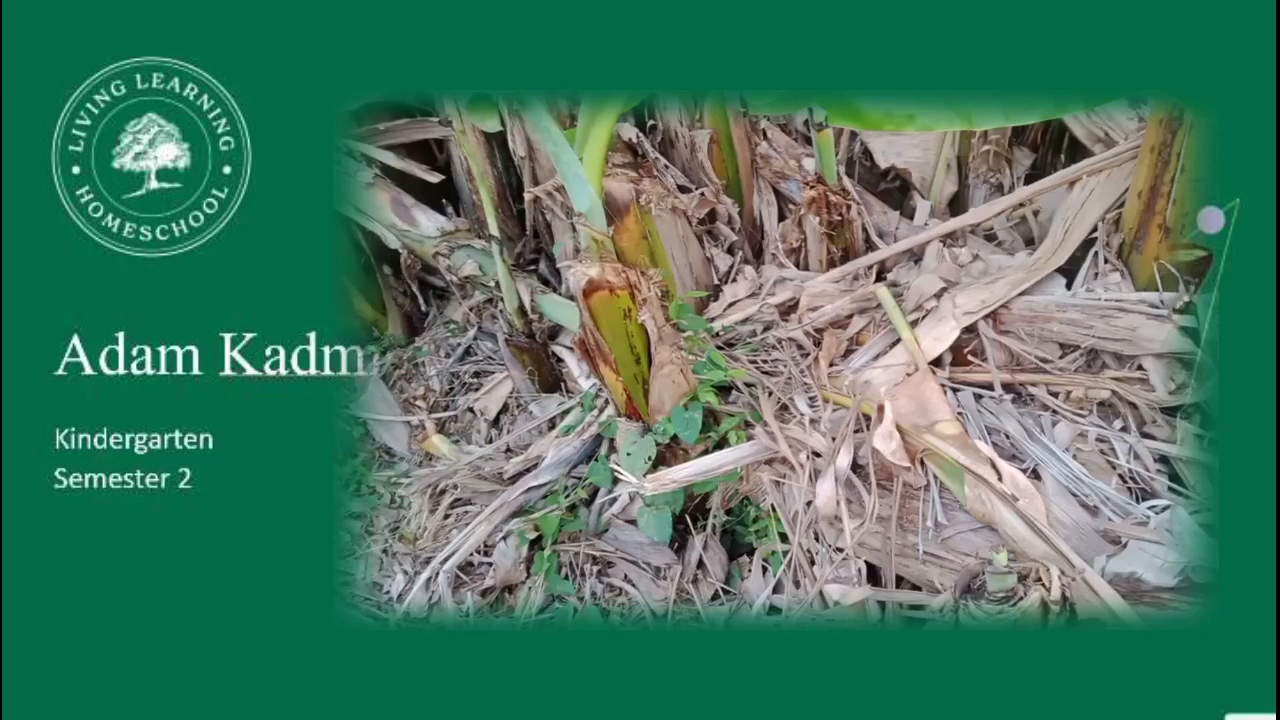 LIVING LEARNING
HOMESCHOOL
Adam Kadm
Kindergarten
Semester 2